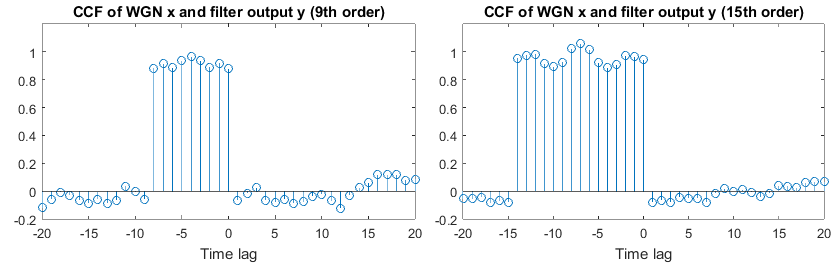 CCF of WGN x and filter output y (9th order)
1
0.8
0.6
0.4
0.2
0
-0.2
-20 -15 -10 -5 0 5 10 15 20
Time lag
CCF of WGN x and filter output y (15th order)
1
0.8
0.6
0.4
0.2
0
-0.2
-20 -15 -10 -5 0 5 10 15 20
Time lag